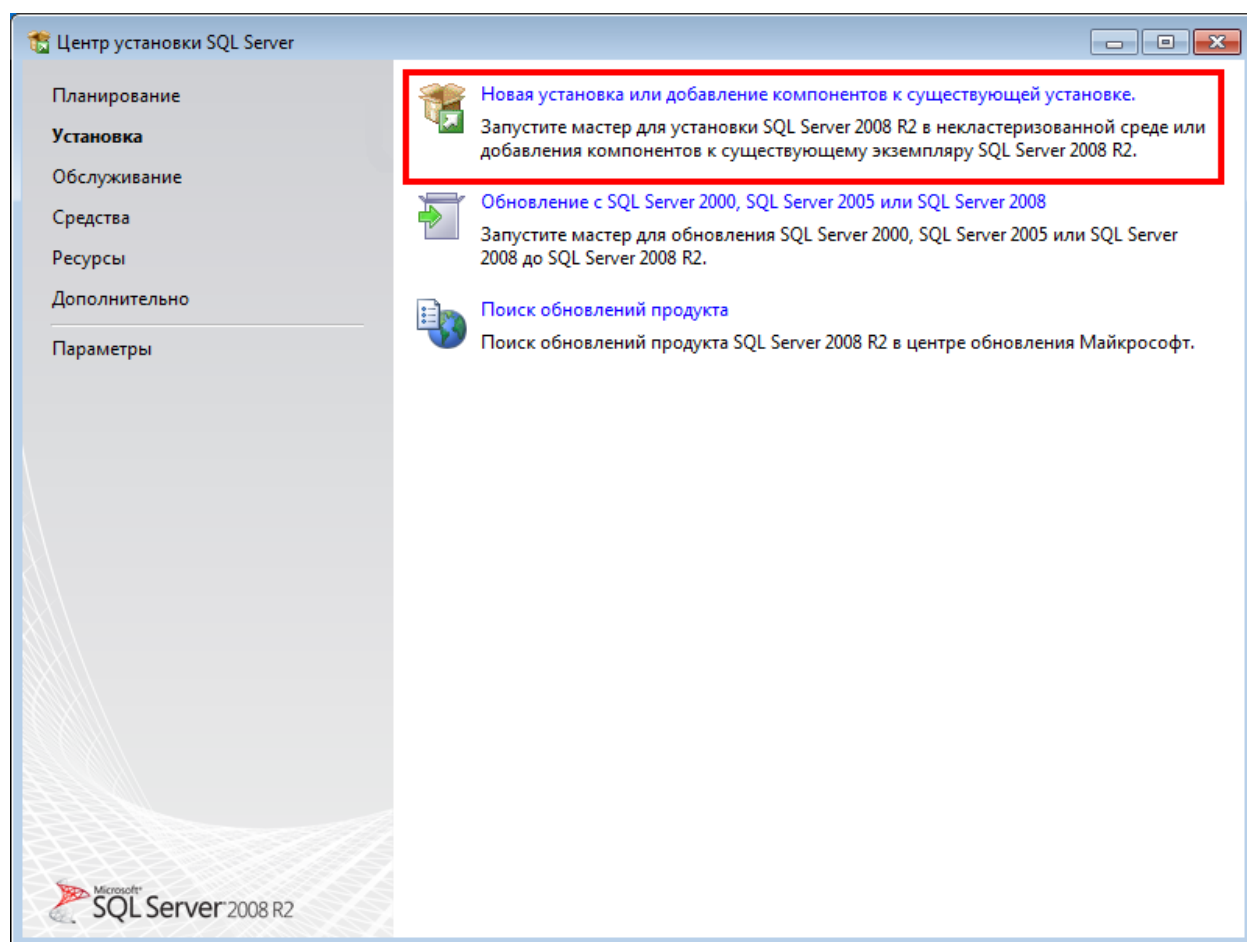 Центр установки SQL Server
Планирование
Установка
Обслуживание
Средства
Ресурсы
Дополнительно
Параметры
Новая установка или добавление компонентов к существующей установке.
Запустите мастер для установки SQL Server 2008 R2 в некластеризованной среде или
добавления компонентов к существующему экземпляру SQL Server 2008 R2.
Обновление с SQL Server 2000, SQL Server 2005 или SQL Server 2008
Запустите мастер для обновления SQL Server 2000, SQL Server 2005 или SQL Server
2008 до SQL Server 2008 R2.
Поиск обновлений продукта
Поиск обновлений продукта SQL Server 2008 R2 в центре обновления Майкрософт.
Microsoft®
SQL Server 2008 R2